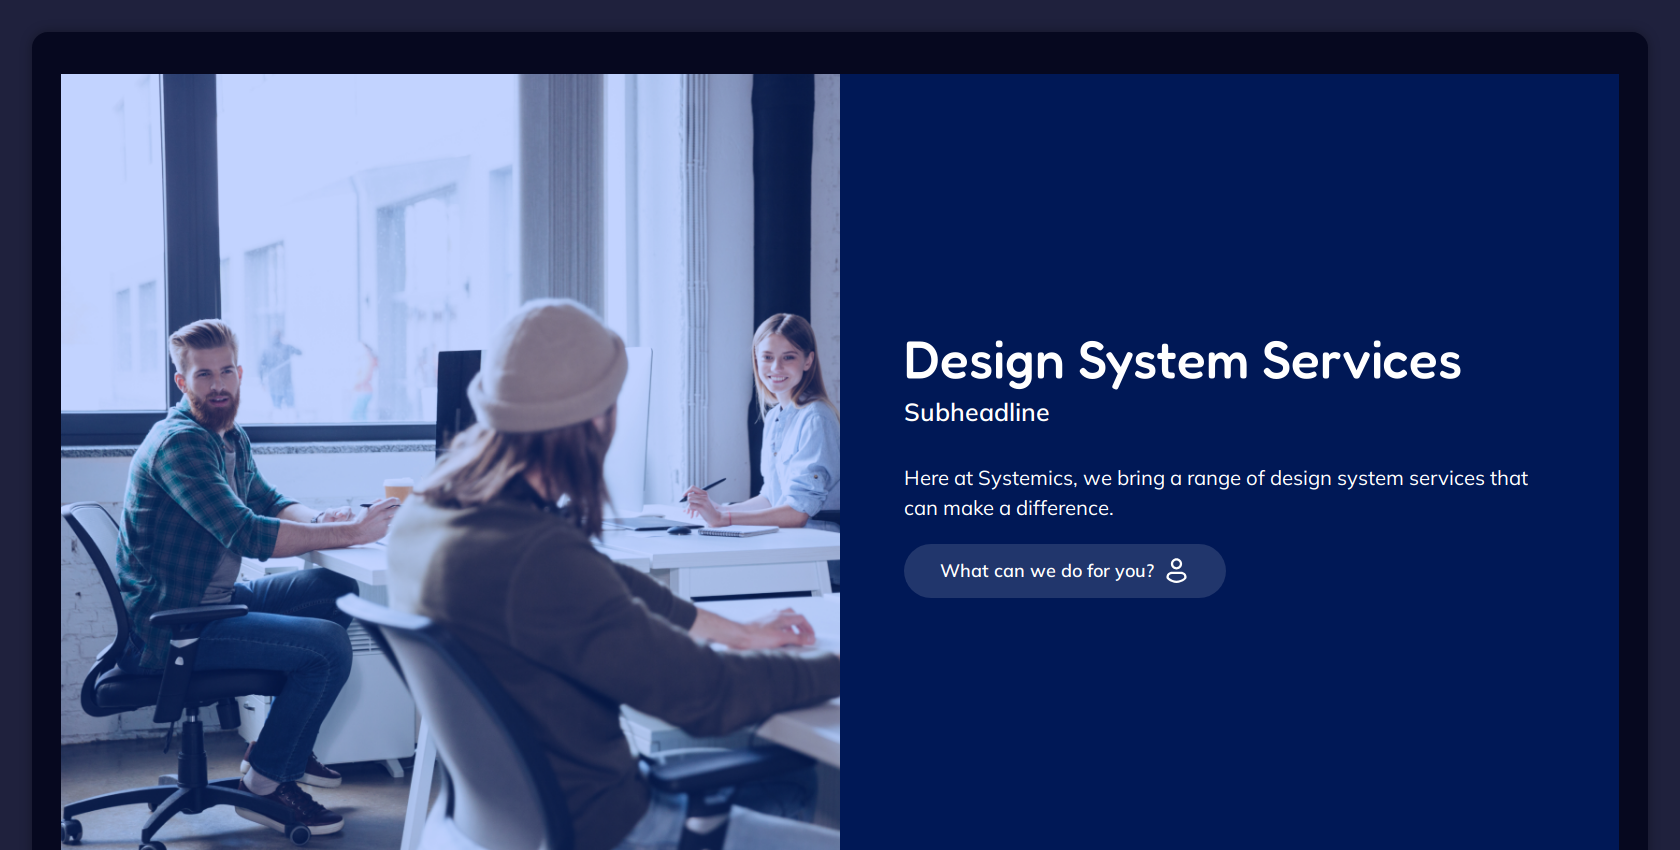 Design System Services
Subheadline
Here at Systemics, we bring a range of design system services that
can make a difference.
What can we do for you?